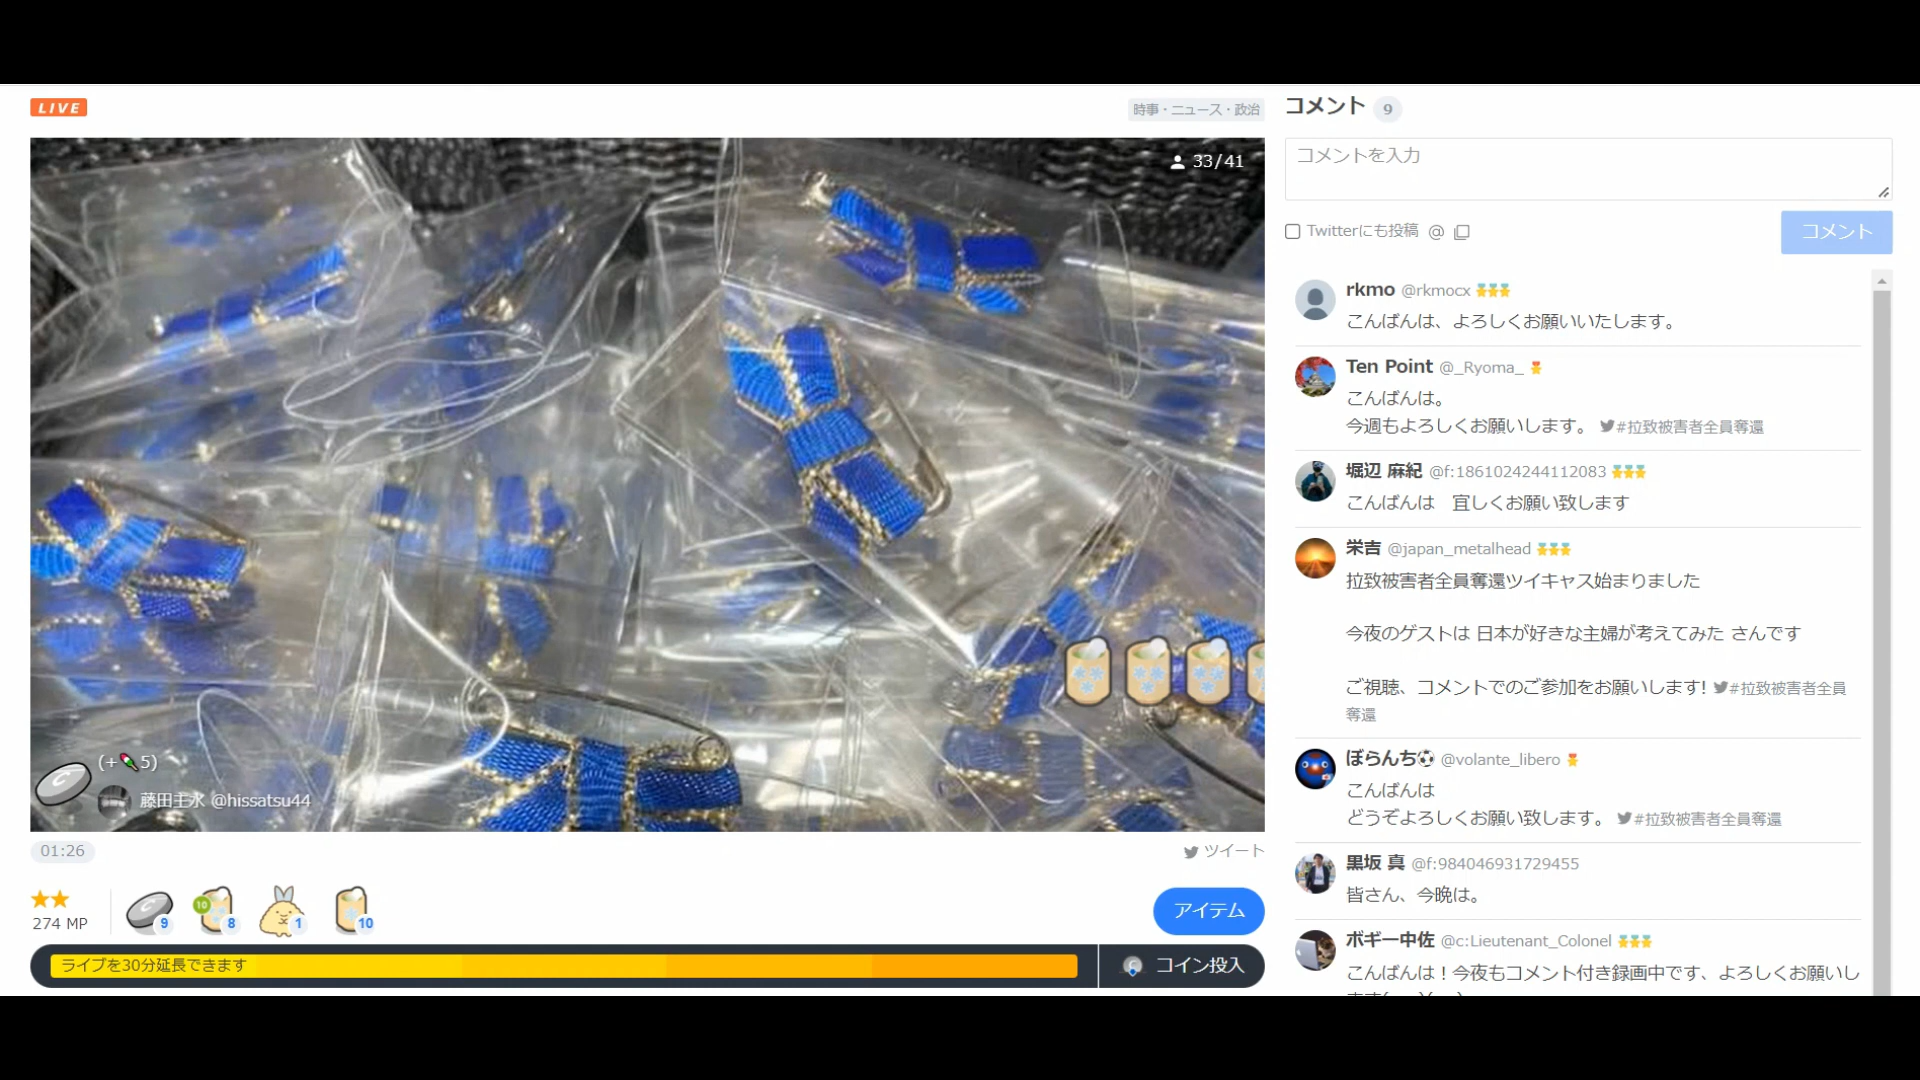 LIVE
時事・ニュース・政治
33/41
(+5)
藤田主水 @hissatsu44
01:26
ツイート
274 MP
9
10
8
1
10
アイテム
ライブを30分延長できます
コイン投入
コメント 9
コメントを入力
Twitterにも投稿 @
コメント
rkmo @rkmocx
こんばんは、よろしくお願いいたします。
Ten Point @_Ryoma_
こんばんは。
今週もよろしくお願いします。 #拉致被害者全員奪還
堀辺 麻紀 @f:1861024244112083
こんばんは 宜しくお願い致します
栄吉 @japan_metalhead
拉致被害者全員奪還ツイキャス始まりました
今夜のゲストは 日本が好きな主婦が考えてみた さんです
ご視聴、コメントでのご参加をお願いします! #拉致被害者全員
奪還
ぼらんち⚽ @volante_libero
こんばんは
どうぞよろしくお願い致します。 #拉致被害者全員奪還
黒坂 真 @f:984046931729455
皆さん、今晩は。
ボギー中佐 @c:Lieutenant_Colonel
こんばんは！今夜もコメント付き録画中です、よろしくお願いし